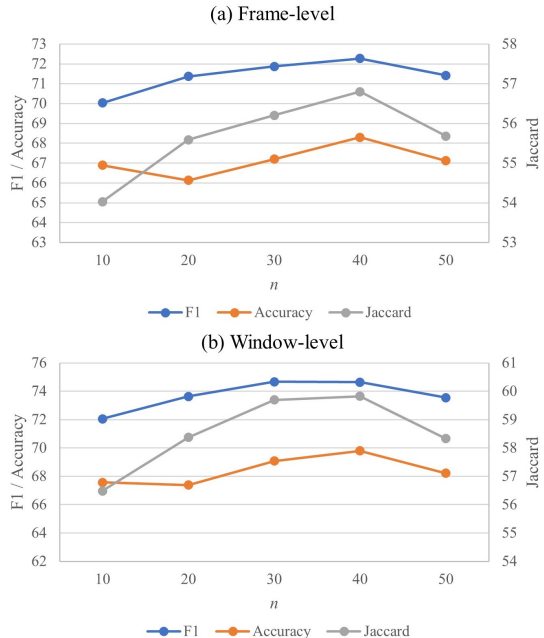 (a) Frame-level
73
72
71
70
69
68
67
66
65
64
63
F1 / Accuracy
58
57
56
55
54
53
Jaccard
10 20 30 40 50
n
F1 Accuracy Jaccard
(b) Window-level
76
74
72
70
68
66
64
62
F1 / Accuracy
61
60
59
58
57
56
55
54
Jaccard
10 20 30 40 50
n
F1 Accuracy Jaccard